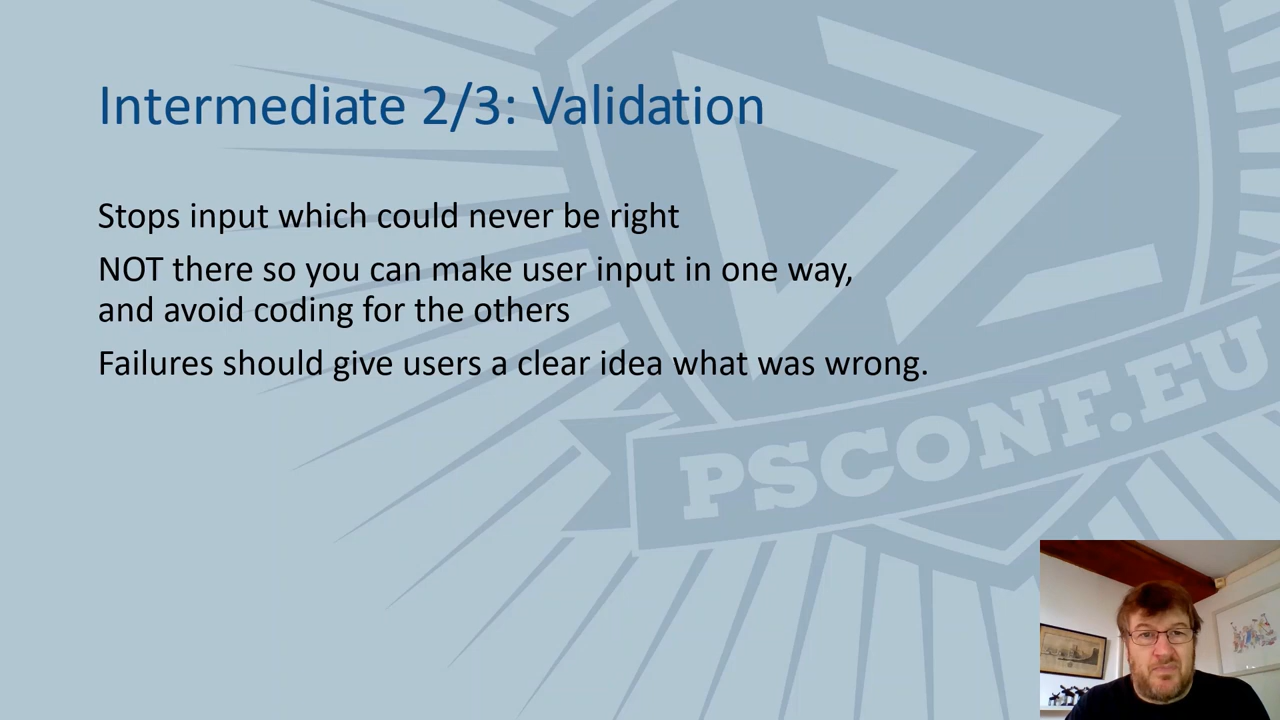 Intermediate 2/3: Validation
Stops input which could never be right
NOT there so you can make user input in one way,
and avoid coding for the others
Failures should give users a clear idea what was wrong.
PSCONF.EU